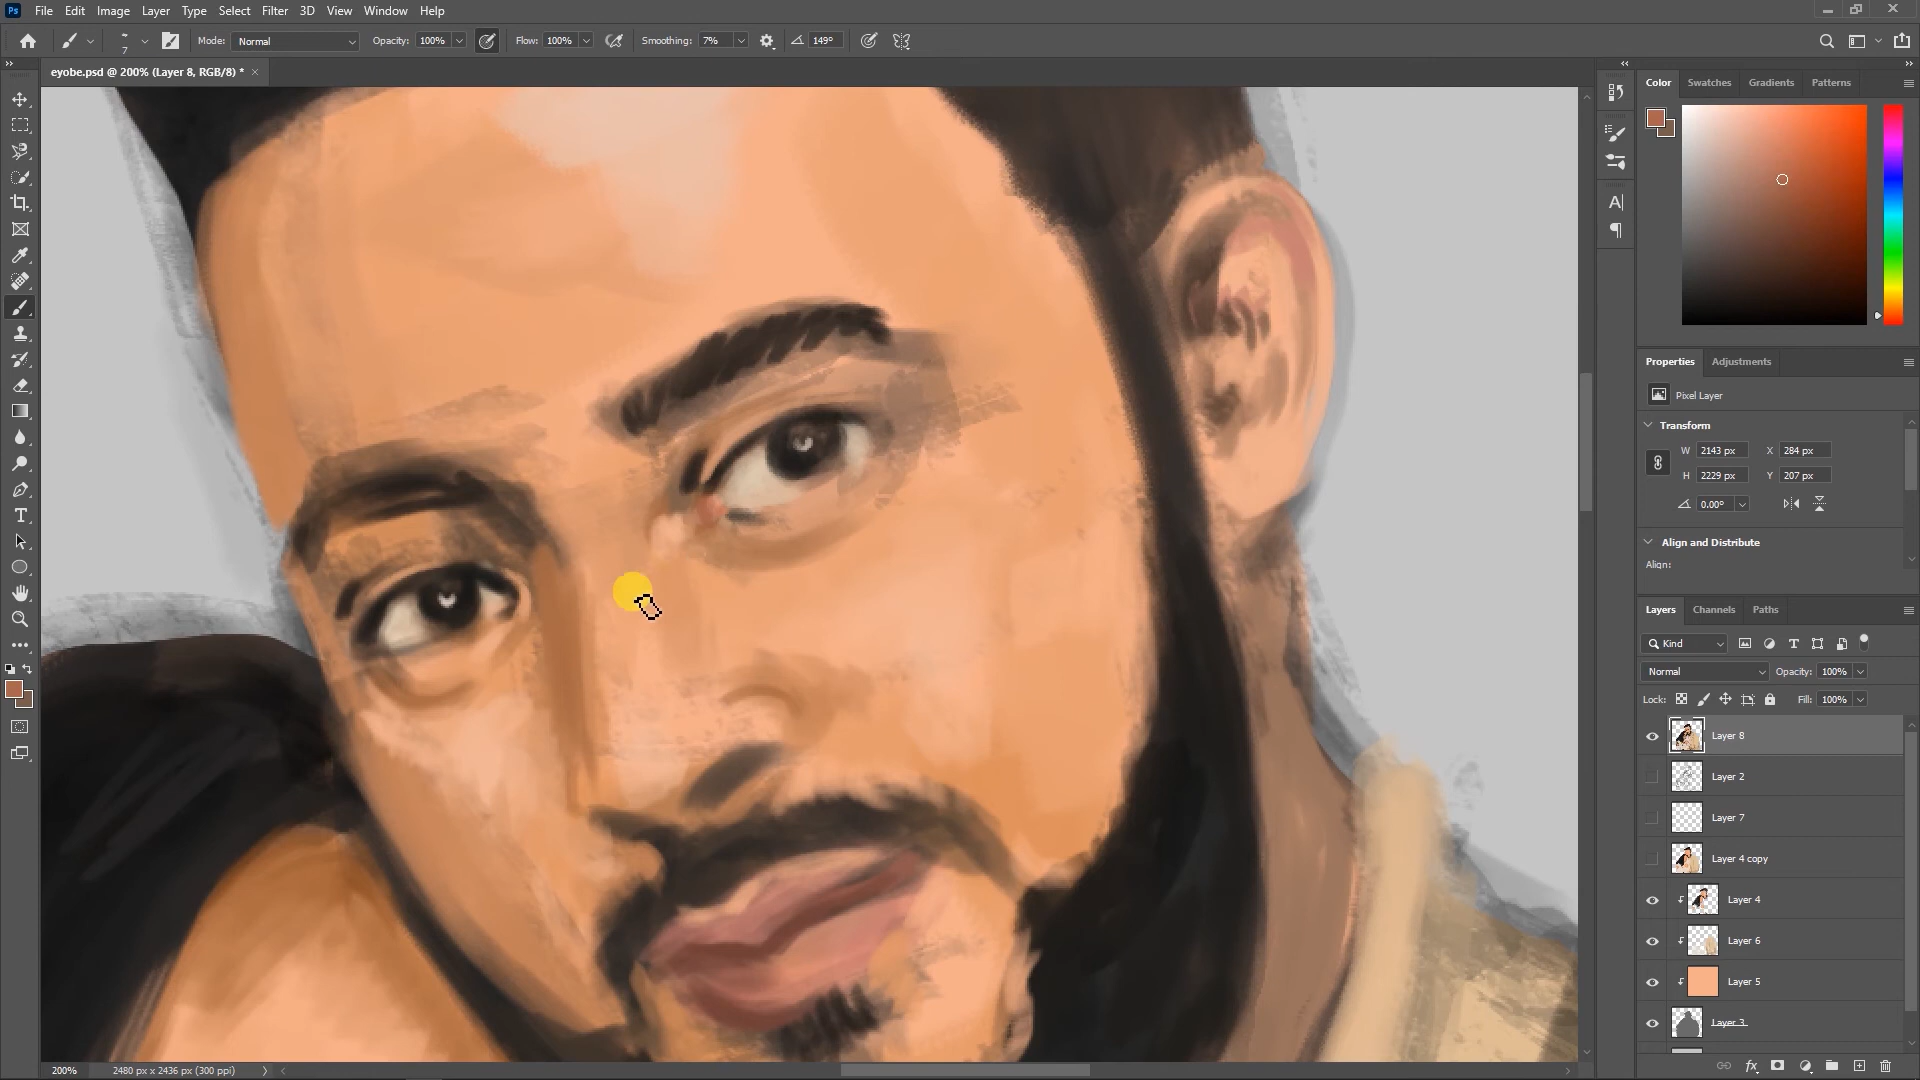 Ps File Edit Image Layer Type Select Filter 3D View Window Help
7 Mode: Normal Opacity: 100% Flow: 100% Smoothing: 7% 149°
eyobe.psd @ 200% (Layer 8, RGB/8) *
Color Swatches Gradients Patterns
Properties Adjustments
Pixel Layer
Transform
W 2143 px X 284 px
H 2229 px Y 207 px
0.00°
Align and Distribute
Align:
Layers Channels Paths
Kind
Normal Opacity: 100%
Lock: Fill: 100%
Layer 8
Layer 2
Layer 7
Layer 4 copy
Layer 4
Layer 6
Layer 5
Layer 3
200% 2480 px x 2436 px (300 ppi)